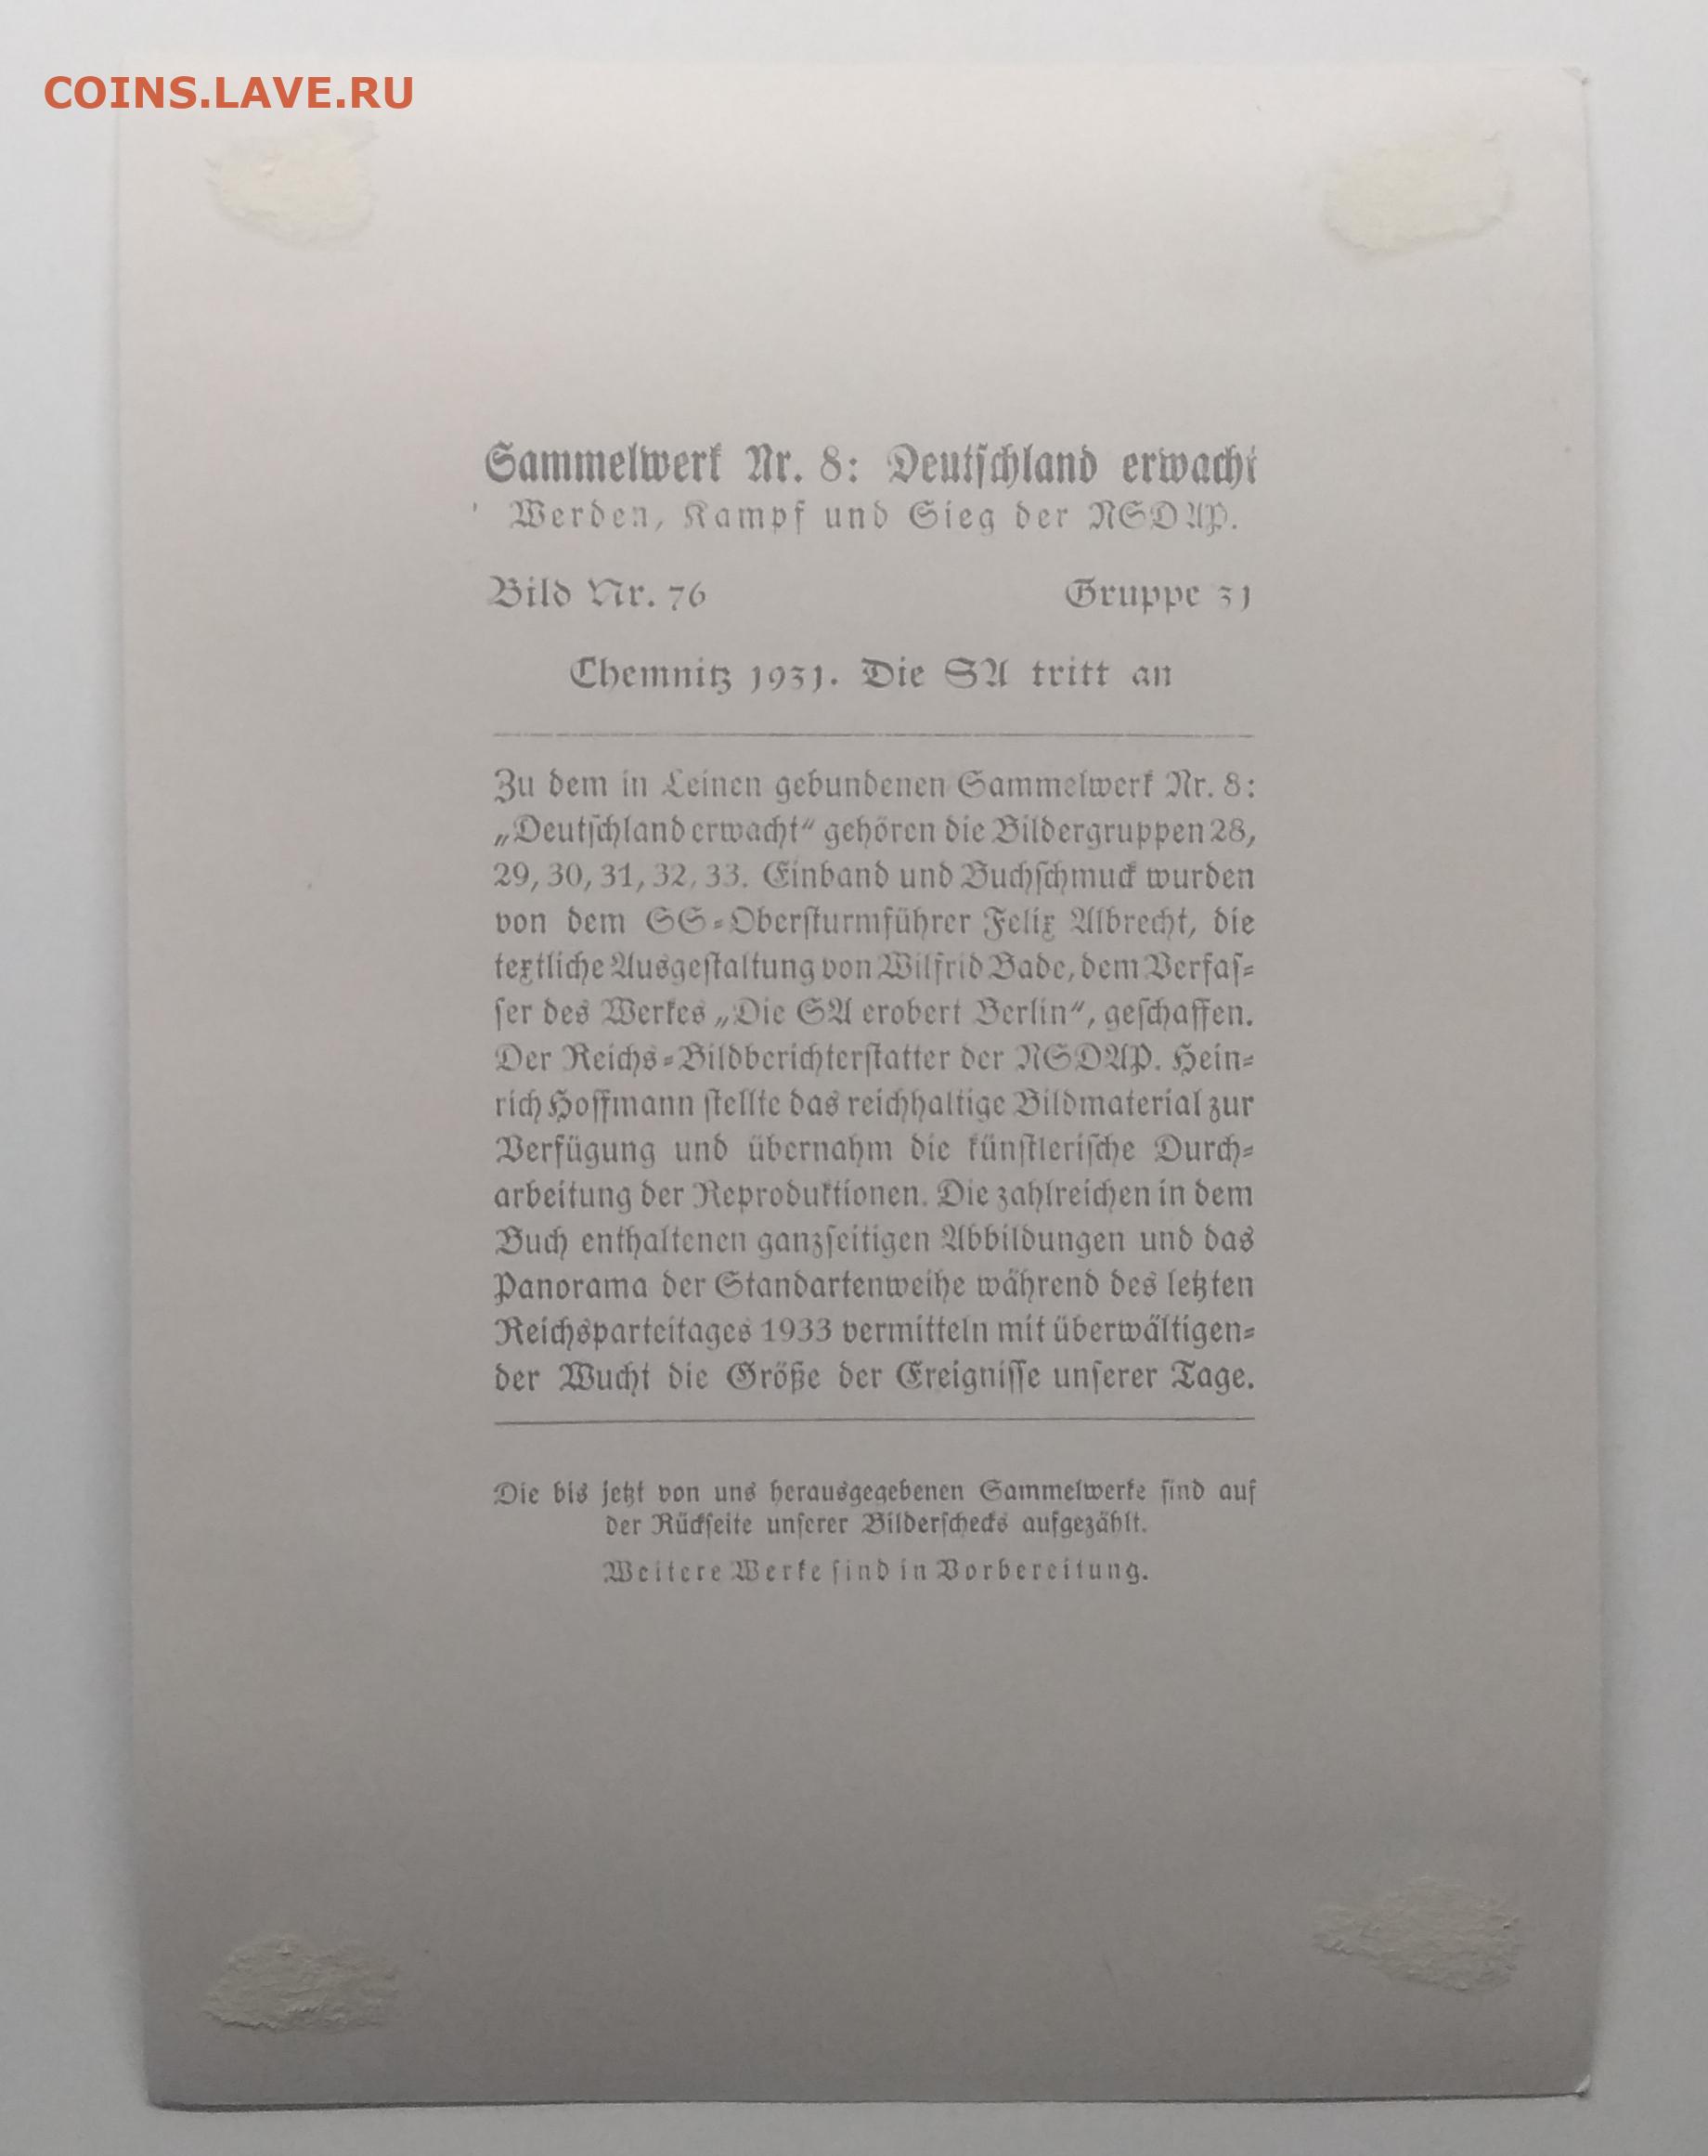 COINS.LAVE.RU
Sammelwerk Nr. 8: Deutſchland erwacht
Werden, Kampf und Sieg der NSDAP.
Bild Nr. 76 Gruppe 31
Chemnitz 1931. Die SA tritt an
Zu dem in Leinen gebundenen Sammelwerk Nr. 8:
„Deutſchland erwacht“ gehören die Bildergruppen 28,
29, 30, 31, 32, 33. Einband und Buchſchmuck wurden
von dem SS-Oberſturmführer Felix Albrecht, die
textliche Ausgeſtaltung von Wilfrid Bade, dem Verfaſ-
ſer des Werkes „Die SA erobert Berlin“, geſchaffen.
Der Reichs-Bildberichterſtatter der NSDAP. Hein-
rich Hoffmann ſtellte das reichhaltige Bildmaterial zur
Verfügung und übernahm die künſtleriſche Durch-
arbeitung der Reproduktionen. Die zahlreichen in dem
Buch enthaltenen ganzſeitigen Abbildungen und das
Panorama der Standartenweihe während des letzten
Reichsparteitages 1933 vermitteln mit überwältigen-
der Wucht die Größe der Ereigniſſe unſerer Tage.
Die bis jetzt von uns herausgegebenen Sammelwerke ſind auf
der Rückſeite unſerer Bilderſchecks aufgezählt.
Weitere Werke ſind in Vorbereitung.